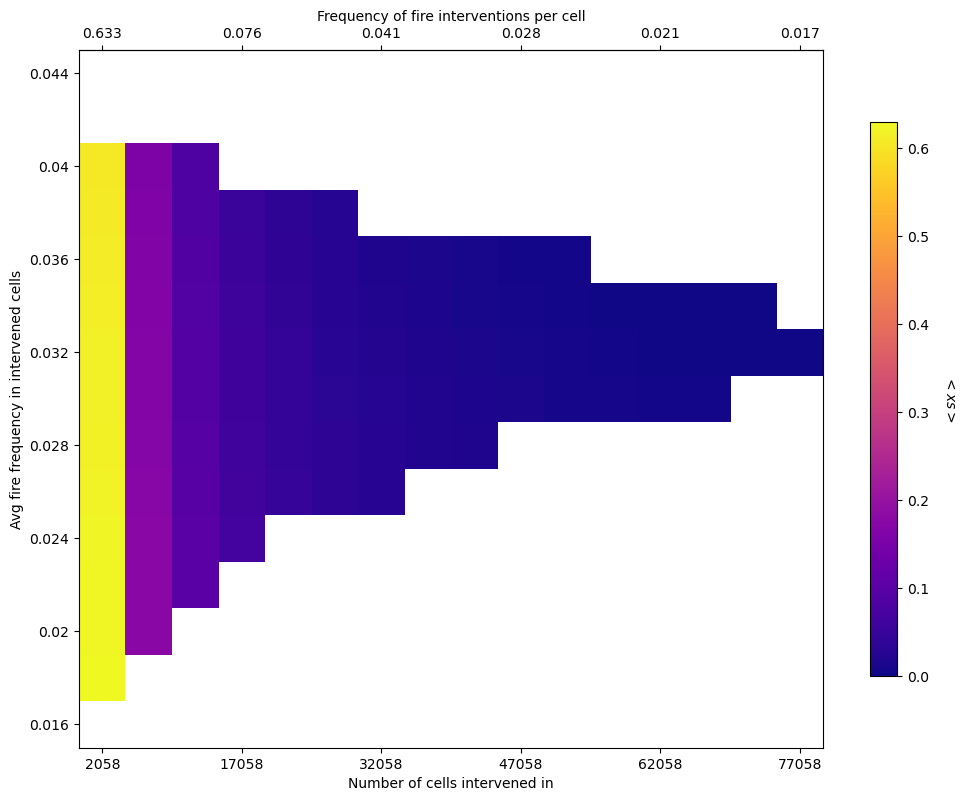 Frequency of fire interventions per cell
0.633 0.076 0.041 0.028 0.021 0.017
0.044
0.04
0.036
0.032
0.028
0.024
0.02
0.016
Avg fire frequency in intervened cells
2058 17058 32058 47058 62058 77058
Number of cells intervened in
0.6
0.5
0.4
0.3
0.2
0.1
0.0
< xs >